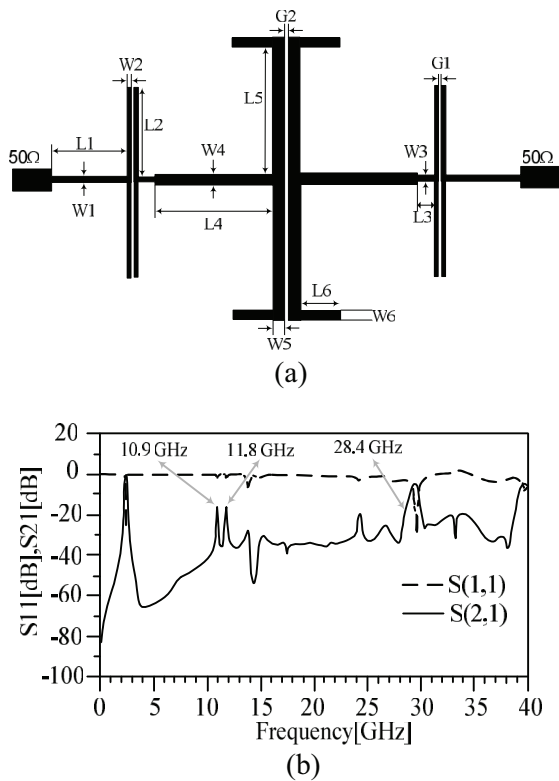 G2
W2
G1
L5
L2
L1
W4
W3
50Ω
50Ω
W1
L3
L4
L6
W6
W5
(a)
10.9 GHz
11.8 GHz
28.4 GHz
20
0
-20
-40
-60
-80
-100
S11[dB],S21[dB]
S(1,1)
S(2,1)
0 5 10 15 20 25 30 35 40
Frequency[GHz]
(b)